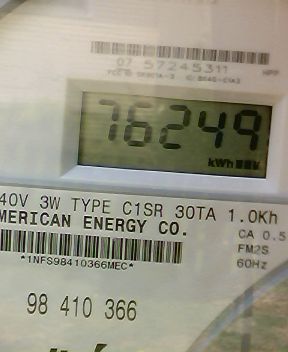 07 57245311
76249
kWh
40V 3W TYPE C1SR 30TA 1.0Kh
MERICAN ENERGY CO.
CA 0.5
FM2S
60Hz
*1NFS98410366MEC*
98 410 366